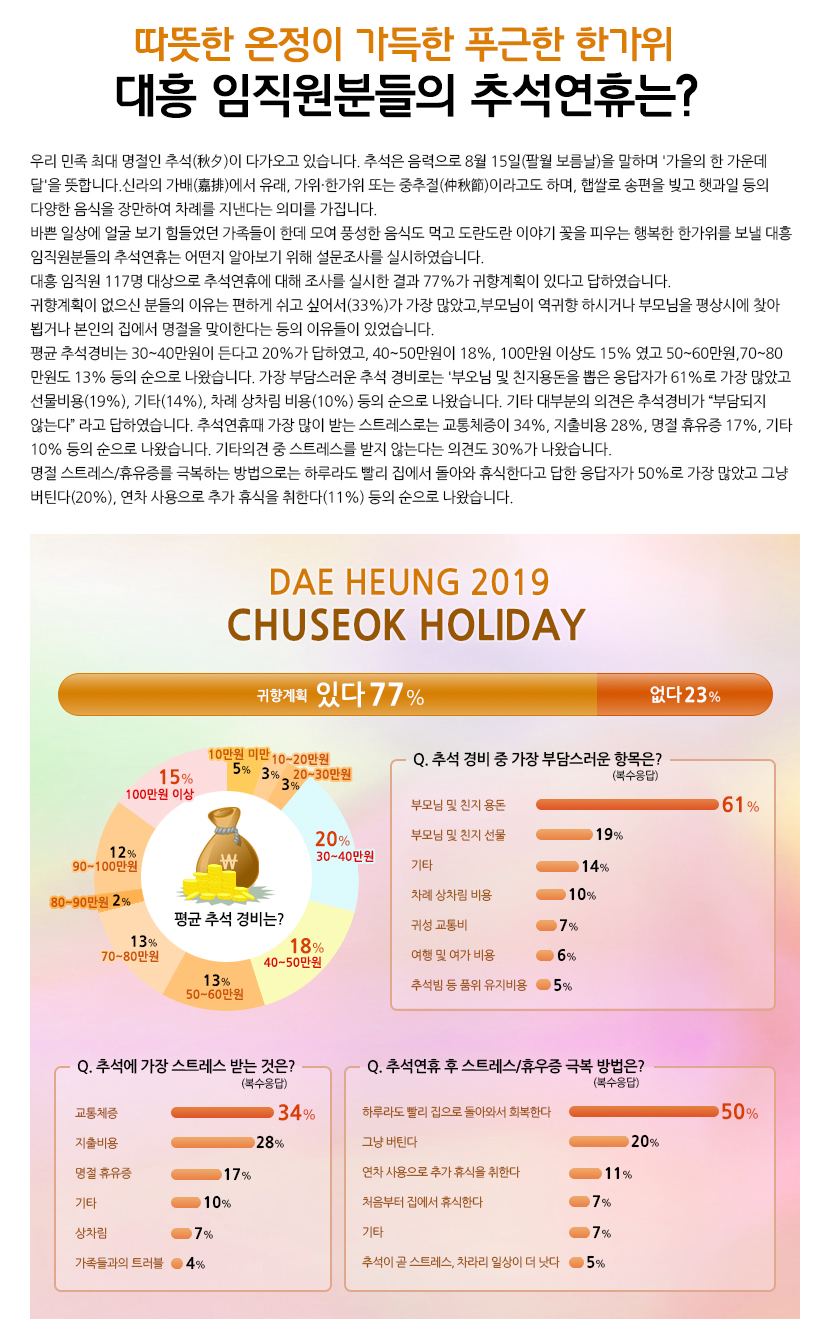 따뜻한 온정이 가득한 푸근한 한가위
대흥 임직원분들의 추석연휴는?
우리 민족 최대 명절인 추석(秋夕)이 다가오고 있습니다. 추석은 음력으로 8월 15일(팔월 보름날)을 말하며 '가을의 한 가운데
달'을 뜻합니다.신라의 가배(嘉排)에서 유래, 가위·한가위 또는 중추절(仲秋節)이라고도 하며, 햅쌀로 송편을 빚고 햇과일 등의
다양한 음식을 장만하여 차례를 지낸다는 의미를 가집니다.
바쁜 일상에 얼굴 보기 힘들었던 가족들이 한데 모여 풍성한 음식도 먹고 도란도란 이야기 꽃을 피우는 행복한 한가위를 보낼 대흥
임직원분들의 추석연휴는 어떤지 알아보기 위해 설문조사를 실시하였습니다.
대흥 임직원 117명 대상으로 추석연휴에 대해 조사를 실시한 결과 77%가 귀향계획이 있다고 답하였습니다.
귀향계획이 없으신 분들의 이유는 편하게 쉬고 싶어서(33%)가 가장 많았고,부모님이 역귀향 하시거나 부모님을 평상시에 찾아
뵙거나 본인의 집에서 명절을 맞이한다는 등의 이유들이 있었습니다.
평균 추석경비는 30~40만원이 든다고 20%가 답하였고, 40~50만원이 18%, 100만원 이상도 15% 였고 50~60만원,70~80
만원도 13% 등의 순으로 나왔습니다. 가장 부담스러운 추석 경비로는 '부오님 및 친지용돈을 뽑은 응답자가 61%로 가장 많았고
선물비용(19%), 기타(14%), 차례 상차림 비용(10%) 등의 순으로 나왔습니다. 기타 대부분의 의견은 추석경비가 “부담되지
않는다” 라고 답하였습니다. 추석연휴때 가장 많이 받는 스트레스로는 교통체증이 34%, 지출비용 28%, 명절 휴유증 17%, 기타
10% 등의 순으로 나왔습니다. 기타의견 중 스트레스를 받지 않는다는 의견도 30%가 나왔습니다.
명절 스트레스/휴유증를 극복하는 방법으로는 하루라도 빨리 집에서 돌아와 휴식한다고 답한 응답자가 50%로 가장 많았고 그냥
버틴다(20%), 연차 사용으로 추가 휴식을 취한다(11%) 등의 순으로 나왔습니다.
DAE HEUNG 2019
CHUSEOK HOLIDAY
귀향계획 있다 77%
없다 23%
10만원 미만
5%
10~20만원
3%
20~30만원
3%
20%
30~40만원
18%
40~50만원
13%
50~60만원
13%
70~80만원
80~90만원 2%
12%
90~100만원
15%
100만원 이상
₩
평균 추석 경비는?
Q. 추석 경비 중 가장 부담스러운 항목은?
(복수응답)
부모님 및 친지 용돈 61%
부모님 및 친지 선물 19%
기타 14%
차례 상차림 비용 10%
귀성 교통비 7%
여행 및 여가 비용 6%
추석빔 등 품위 유지비용 5%
Q. 추석에 가장 스트레스 받는 것은?
(복수응답)
교통체증 34%
지출비용 28%
명절 휴유증 17%
기타 10%
상차림 7%
가족들과의 트러블 4%
Q. 추석연휴 후 스트레스/휴우증 극복 방법은?
(복수응답)
하루라도 빨리 집으로 돌아와서 회복한다 50%
그냥 버틴다 20%
연차 사용으로 추가 휴식을 취한다 11%
처음부터 집에서 휴식한다 7%
기타 7%
추석이 곧 스트레스, 차라리 일상이 더 낫다 5%